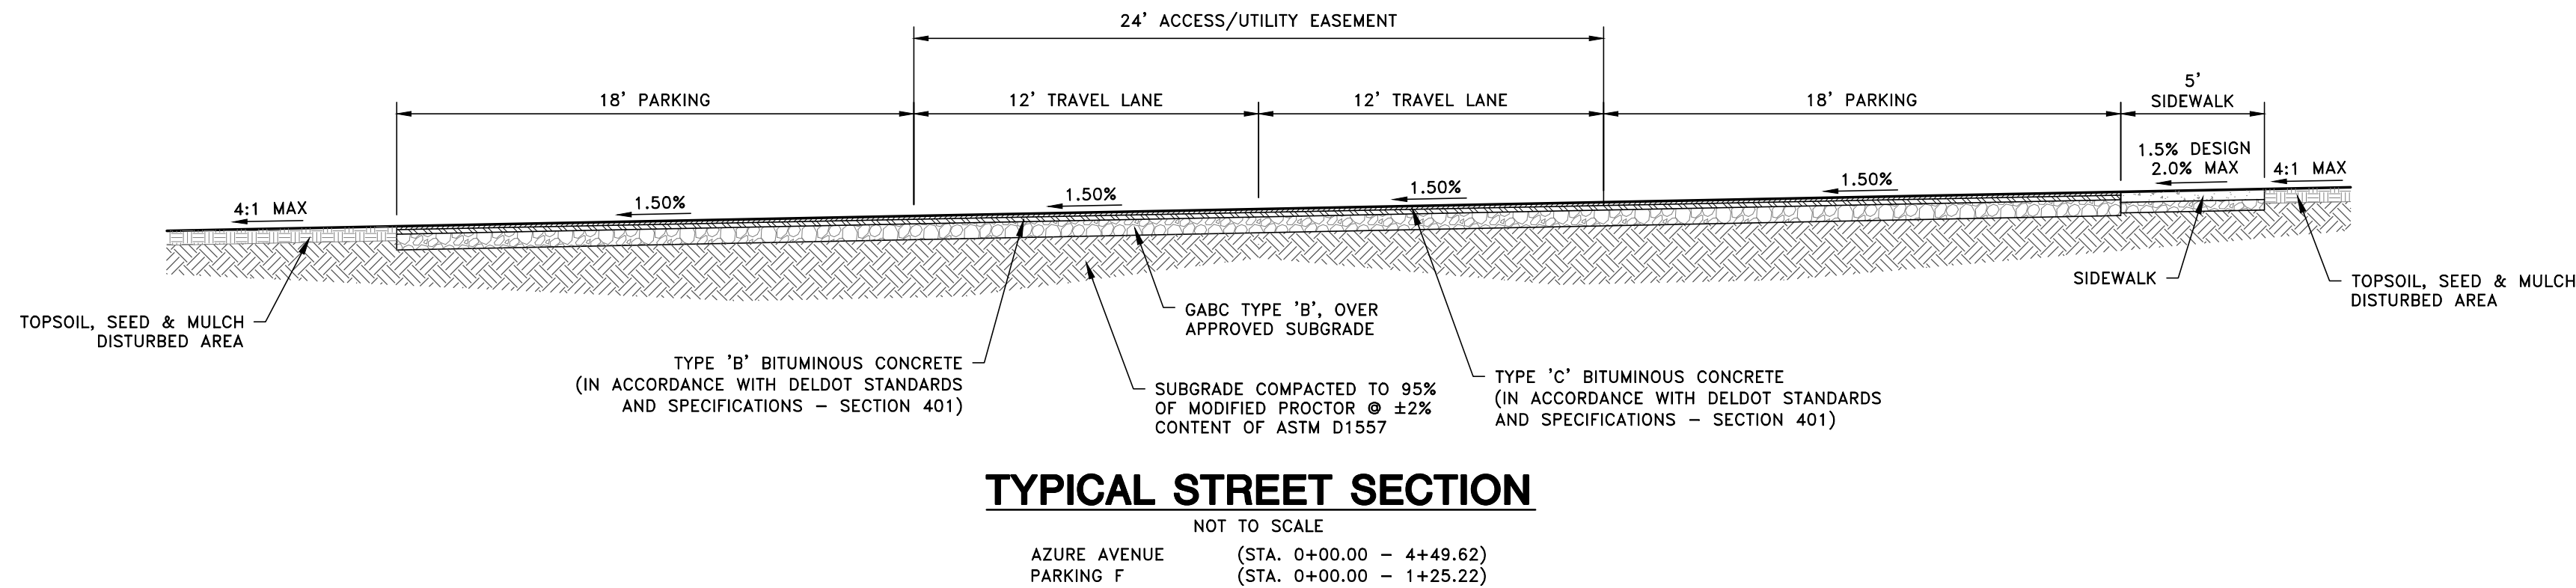 24' ACCESS/UTILITY EASEMENT
18' PARKING
12' TRAVEL LANE
12' TRAVEL LANE
18' PARKING
5'
SIDEWALK
4:1 MAX
1.50%
1.50%
1.50%
1.50%
1.5% DESIGN
2.0% MAX
4:1 MAX
TOPSOIL, SEED & MULCH
DISTURBED AREA
TYPE 'B' BITUMINOUS CONCRETE
(IN ACCORDANCE WITH DELDOT STANDARDS
AND SPECIFICATIONS – SECTION 401)
GABC TYPE 'B', OVER
APPROVED SUBGRADE
SUBGRADE COMPACTED TO 95%
OF MODIFIED PROCTOR @ ±2%
CONTENT OF ASTM D1557
TYPE 'C' BITUMINOUS CONCRETE
(IN ACCORDANCE WITH DELDOT STANDARDS
AND SPECIFICATIONS – SECTION 401)
SIDEWALK
TOPSOIL, SEED & MULCH
DISTURBED AREA
TYPICAL STREET SECTION
NOT TO SCALE
AZURE AVENUE (STA. 0+00.00 – 4+49.62)
PARKING F (STA. 0+00.00 – 1+25.22)